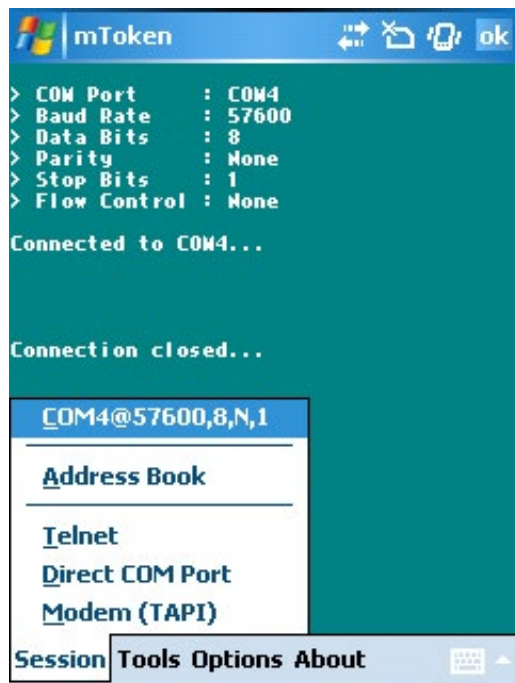 mToken ok
> COM Port : COM4
> Baud Rate : 57600
> Data Bits : 8
> Parity : None
> Stop Bits : 1
> Flow Control : None
Connected to COM4...
Connection closed...
COM4@57600,8,N,1
Address Book
Telnet
Direct COM Port
Modem (TAPI)
Session Tools Options About